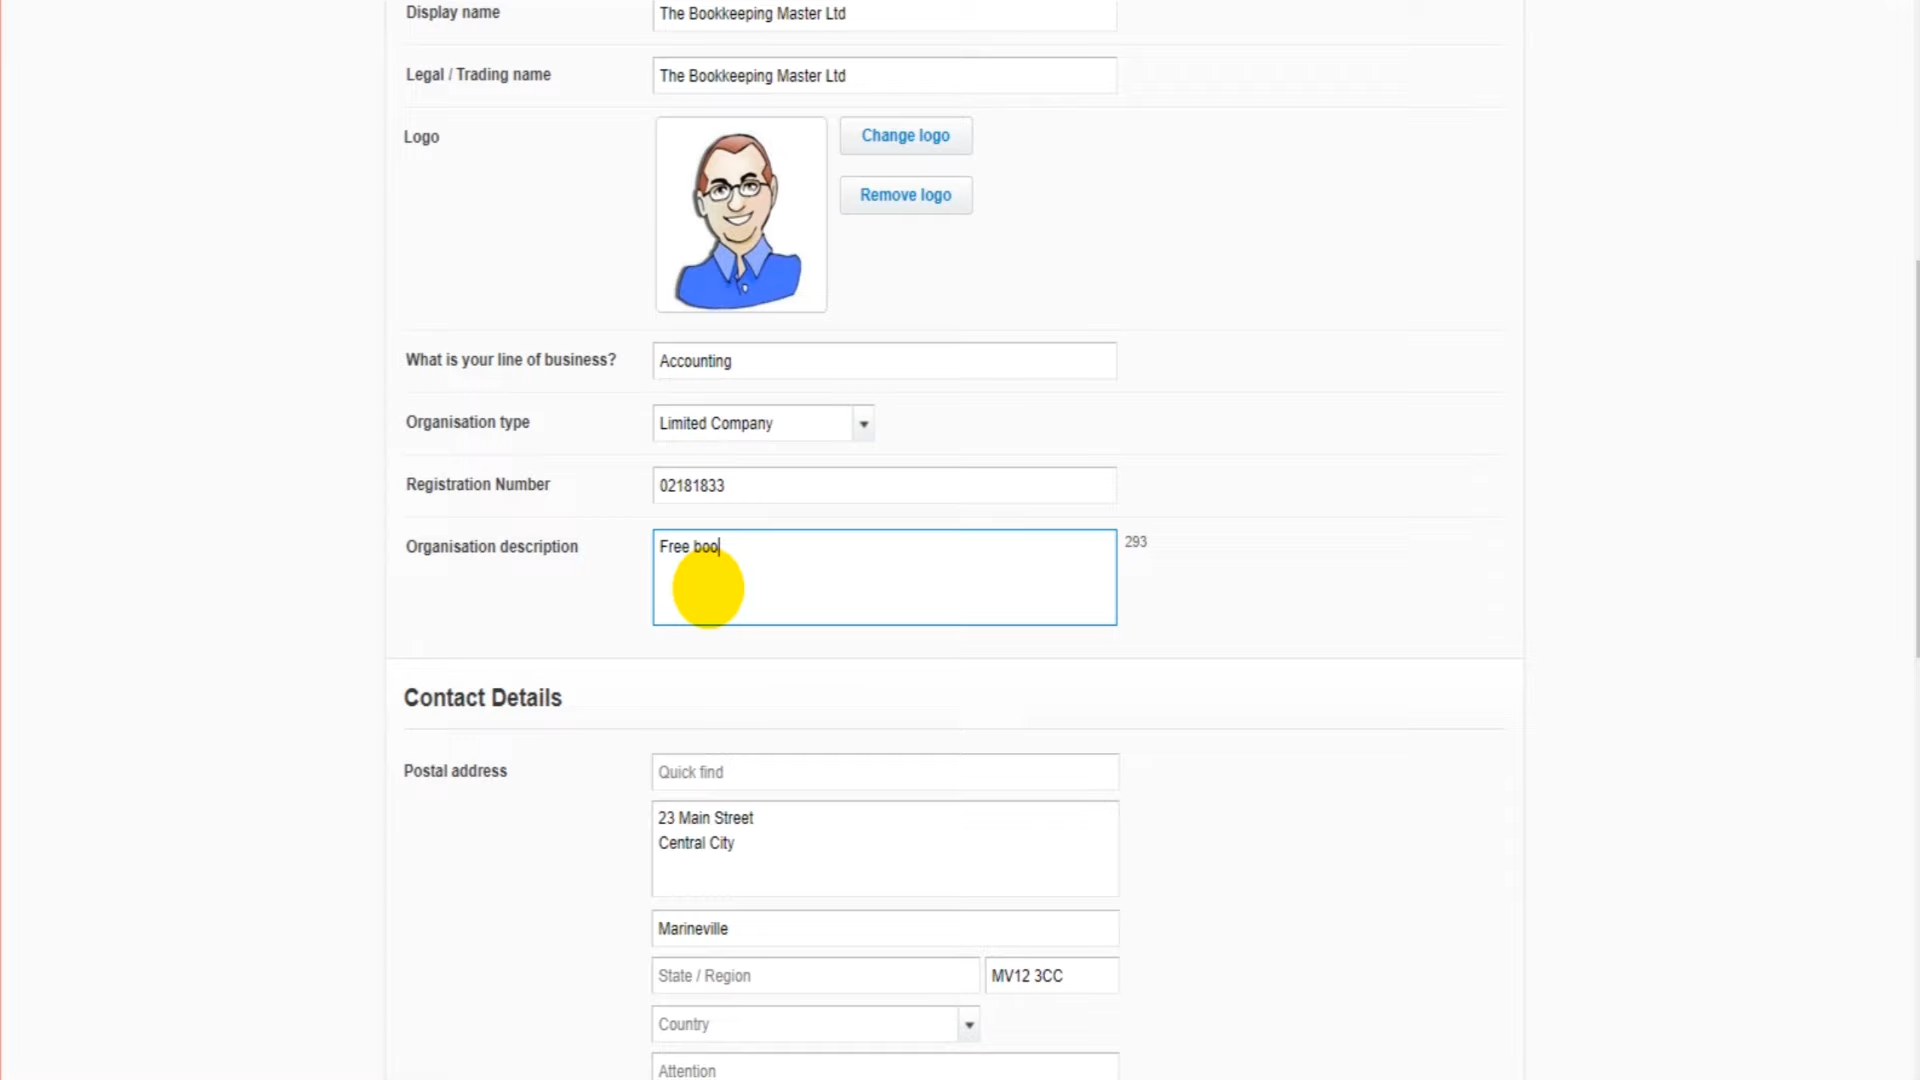 Display name
The Bookkeeping Master Ltd
Legal / Trading name
The Bookkeeping Master Ltd
Logo
Change logo
Remove logo
What is your line of business?
Accounting
Organisation type
Limited Company
Registration Number
02181833
Organisation description
Free boo
293
Contact Details
Postal address
Quick find
23 Main Street
Central City
Marineville
State / Region
MV12 3CC
Country
Attention